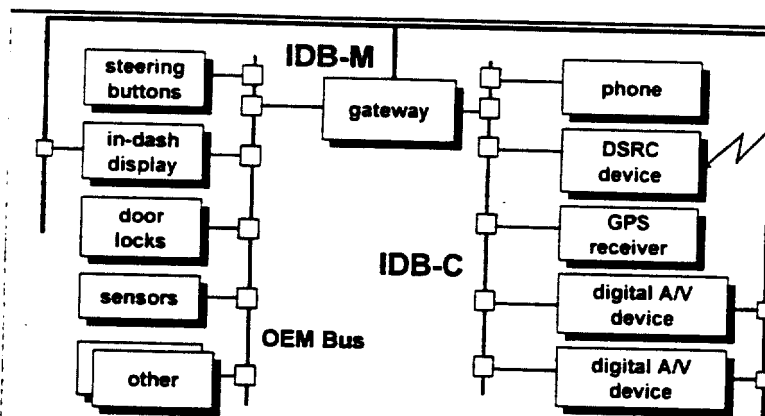 IDB-M
steering
buttons
gateway
phone
in-dash
display
DSRC
device
door
locks
GPS
receiver
IDB-C
sensors
digital A/V
device
OEM Bus
other
digital A/V
device